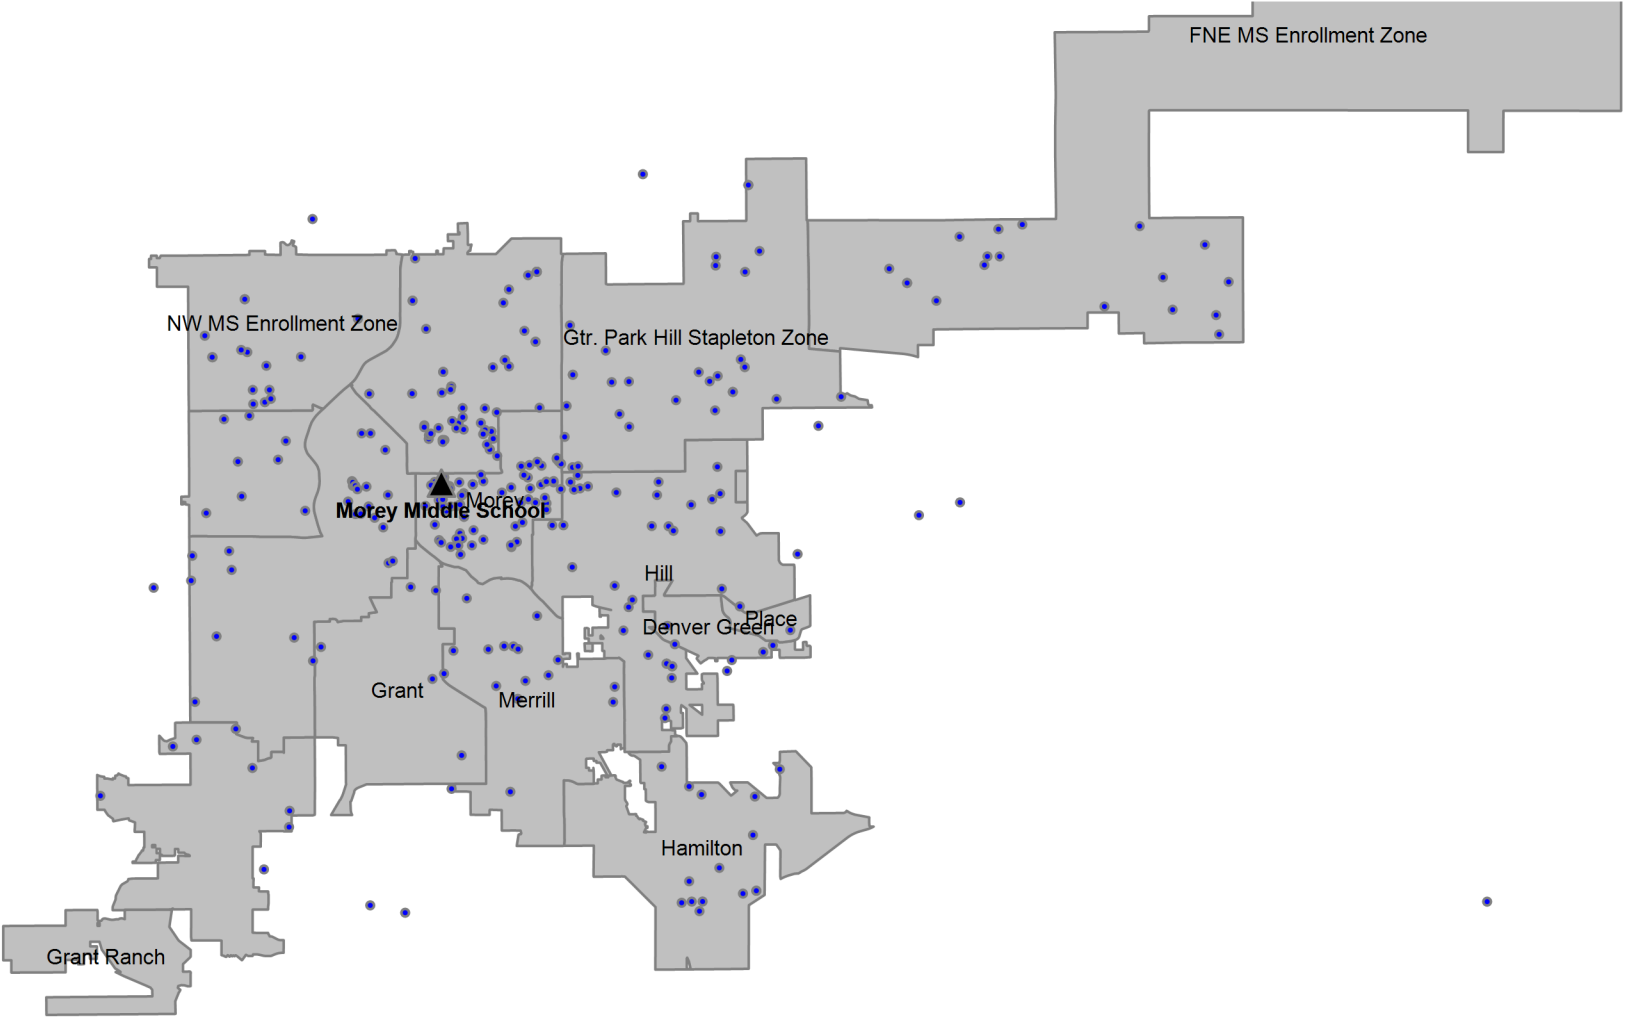 FNE MS Enrollment Zone
NW MS Enrollment Zone
Gtr. Park Hill Stapleton Zone
Morey
Morey Middle School
Hill
Place
Denver Green
Grant
Merrill
Hamilton
Grant Ranch